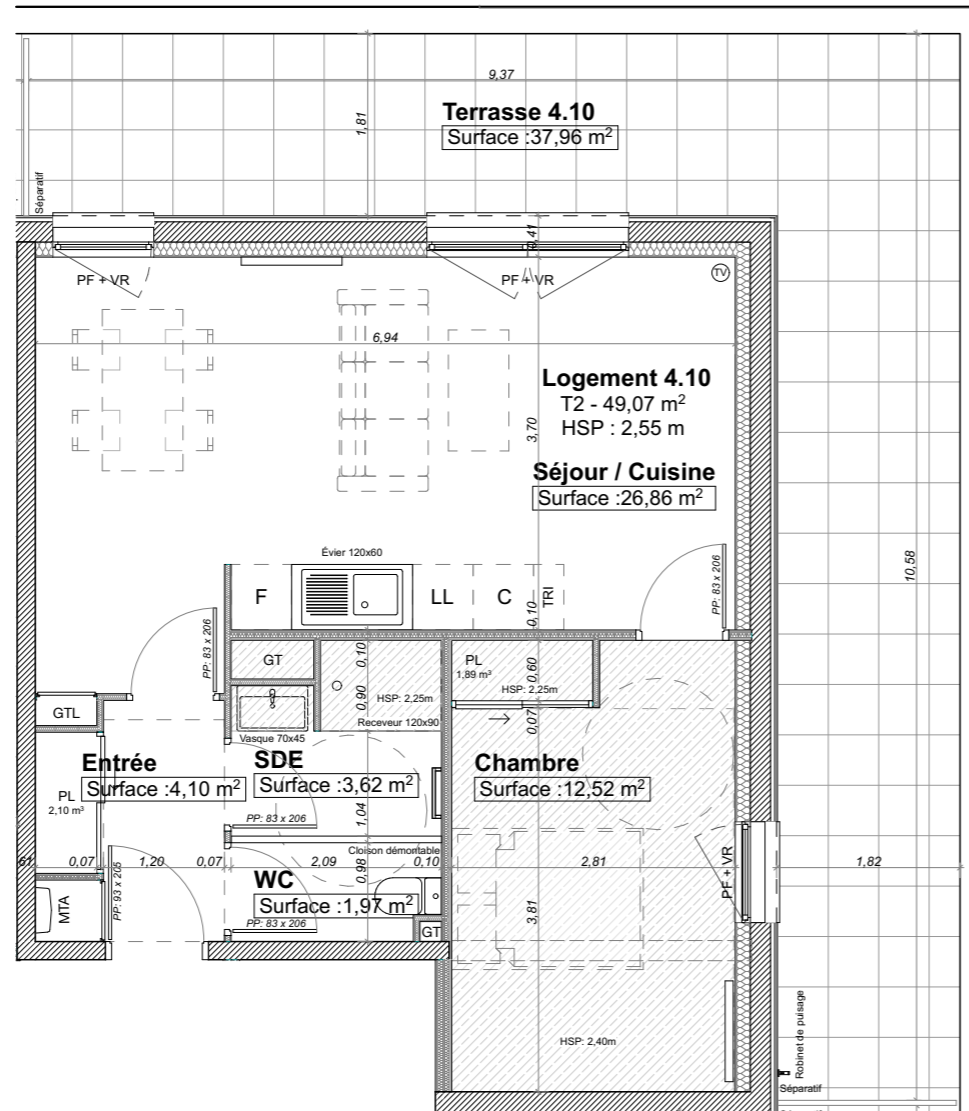 9,37
1,81
Terrasse 4.10
Surface :37,96 m²
Séparatif
0,41
PF + VR
PF + VR
TV
6,94
Logement 4.10
T2 - 49,07 m²
HSP : 2,55 m
3,70
Séjour / Cuisine
Surface :26,86 m²
10,58
Évier 120x60
F
LL
C
TRI
0,10
PP: 83 x 206
PP: 83 x 206
GT
0,10
0,90
HSP: 2,25m
Receveur 120x90
PL
1,89 m³
0,60
HSP: 2,25m
0,07
GTL
Vasque 70x45
Entrée
Surface :4,10 m²
SDE
Surface :3,62 m²
Chambre
Surface :12,52 m²
PL
2,10 m³
PP: 83 x 206
1,04
Cloison démontable
61
0,07
1,20
0,07
2,09
0,10
0,98
2,81
1,82
PF + VR
WC
Surface :1,97 m²
MTA
PP: 93 x 205
PP: 83 x 206
GT
3,81
HSP: 2,40m
Robinet de puisage
Séparatif